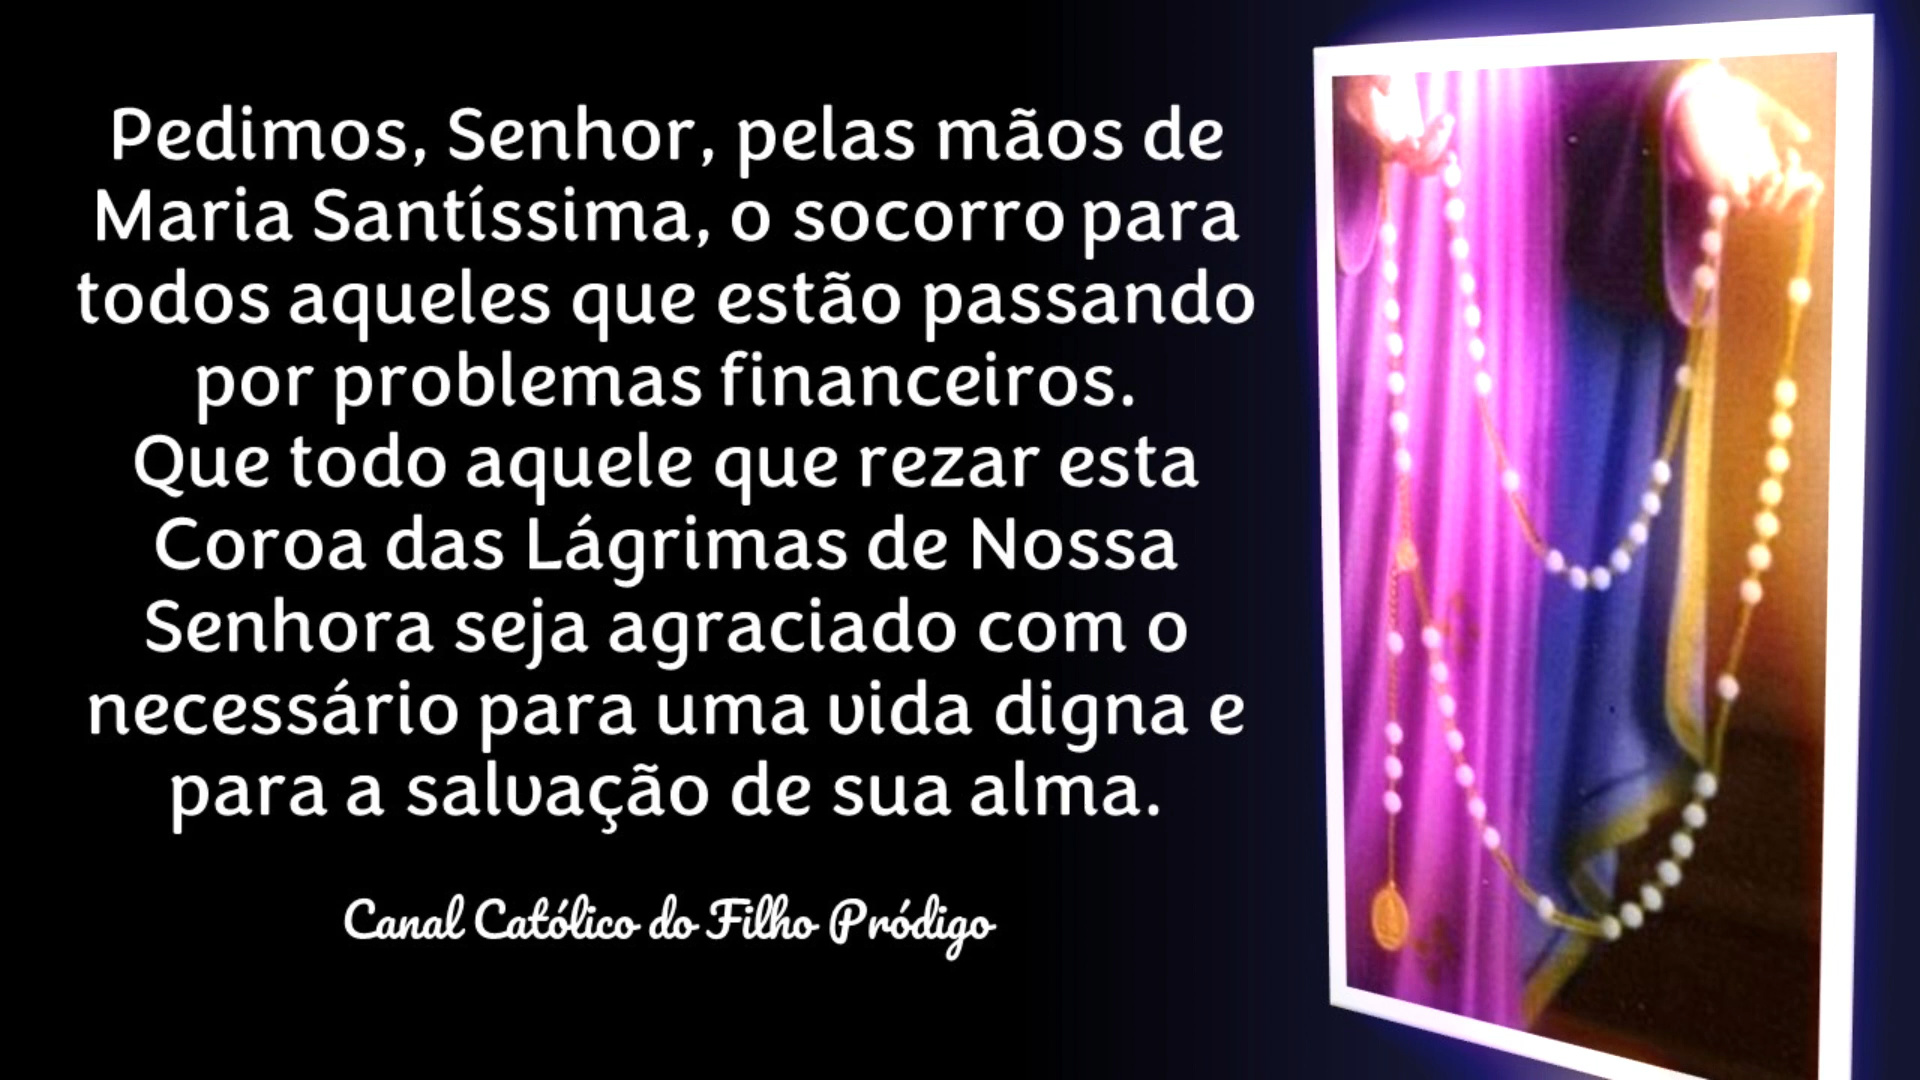 Pedimos, Senhor, pelas mãos de
Maria Santíssima, o socorro para
todos aqueles que estão passando
por problemas financeiros.
Que todo aquele que rezar esta
Coroa das Lágrimas de Nossa
Senhora seja agraciado com o
necessário para uma vida digna e
para a salvação de sua alma.
Canal Católico do Filho Pródigo